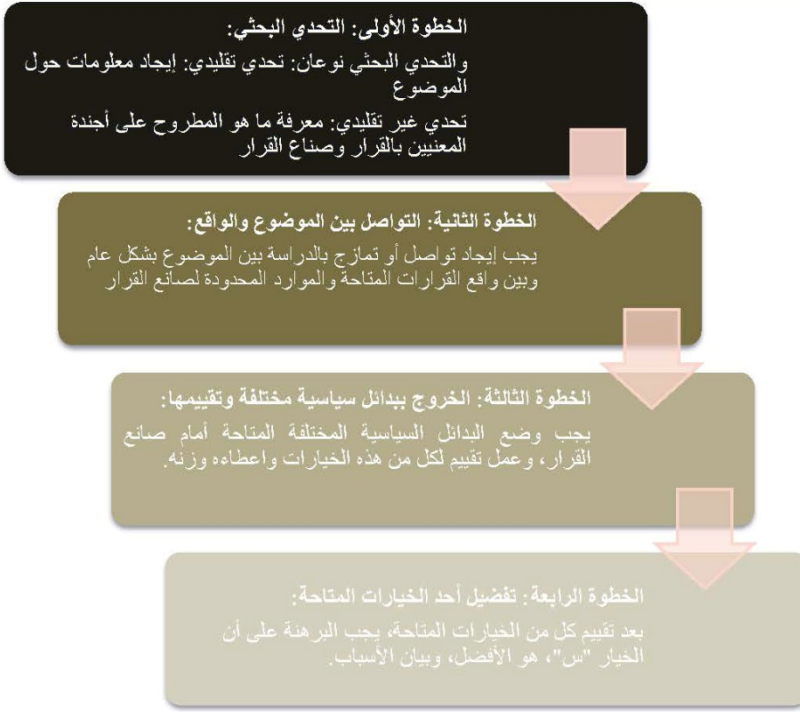 الخطوة الأولى: التحدي البحثي:
والتحدي البحثي نوعان: تحدي تقليدي: إيجاد معلومات حول
الموضوع
تحدي غير تقليدي: معرفة ما هو المطروح على أجندة
المعنيين بالقرار وصناع القرار
الخطوة الثانية: التواصل بين الموضوع والواقع:
يجب إيجاد تواصل أو تمازج بالدراسة بين الموضوع بشكل عام
وبين واقع القرارات المتاحة والموارد المحدودة لصانع القرار
الخطوة الثالثة: الخروج ببدائل سياسية مختلفة وتقييمها:
يجب وضع البدائل السياسية المختلفة المتاحة أمام صانع
القرار، وعمل تقييم لكل من هذه الخيارات واعطاءه وزنه.
الخطوة الرابعة: تفضيل أحد الخيارات المتاحة:
بعد تقييم كل من الخيارات المتاحة، يجب البرهنة على أن
الخيار "س"، هو الأفضل، وبيان الأسباب.